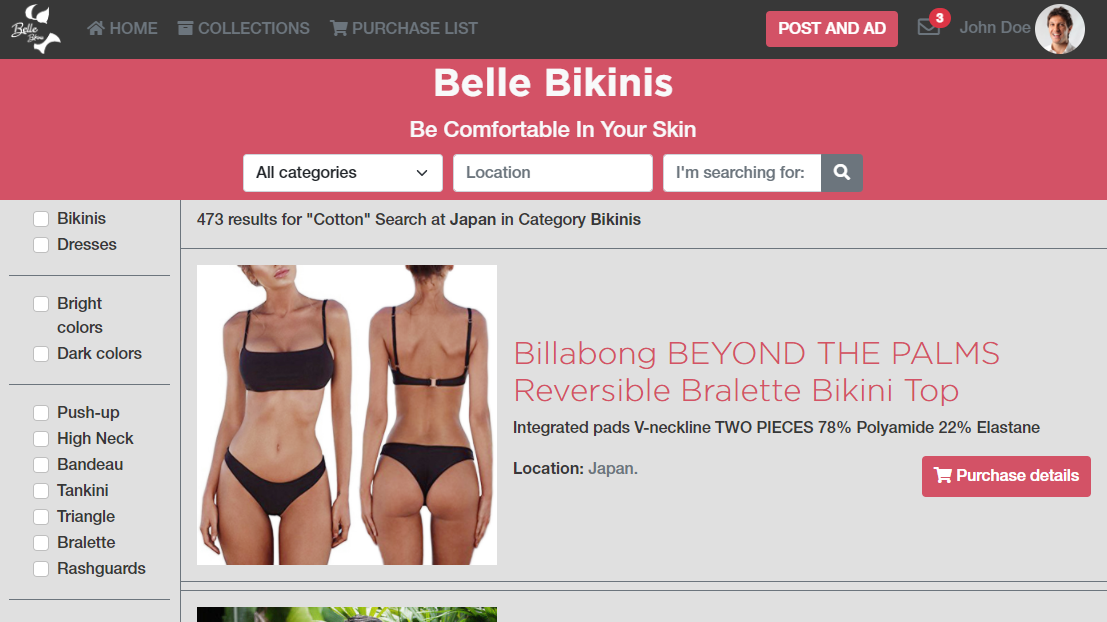 Belle
Bikinis
HOME
COLLECTIONS
PURCHASE LIST
POST AND AD
3
John Doe
Belle Bikinis
Be Comfortable In Your Skin
All categories
Location
I'm searching for:
Bikinis
Dresses
Bright
colors
Dark colors
Push-up
High Neck
Bandeau
Tankini
Triangle
Bralette
Rashguards
473 results for "Cotton" Search at Japan in Category Bikinis
Billabong BEYOND THE PALMS
Reversible Bralette Bikini Top
Integrated pads V-neckline TWO PIECES 78% Polyamide 22% Elastane
Location: Japan.
Purchase details